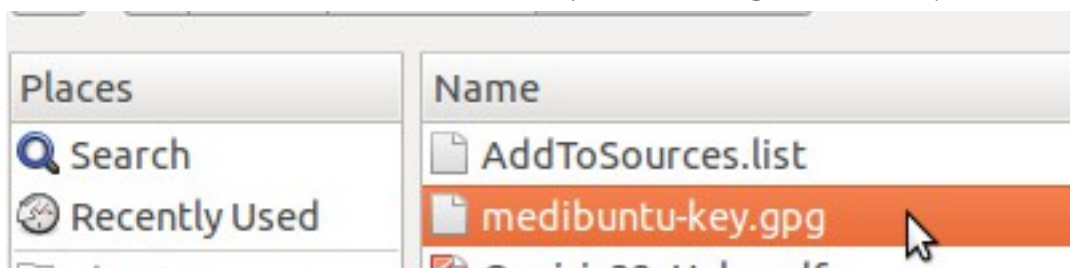 Places
Name
Search
AddToSources.list
Recently Used
medibuntu-key.gpg